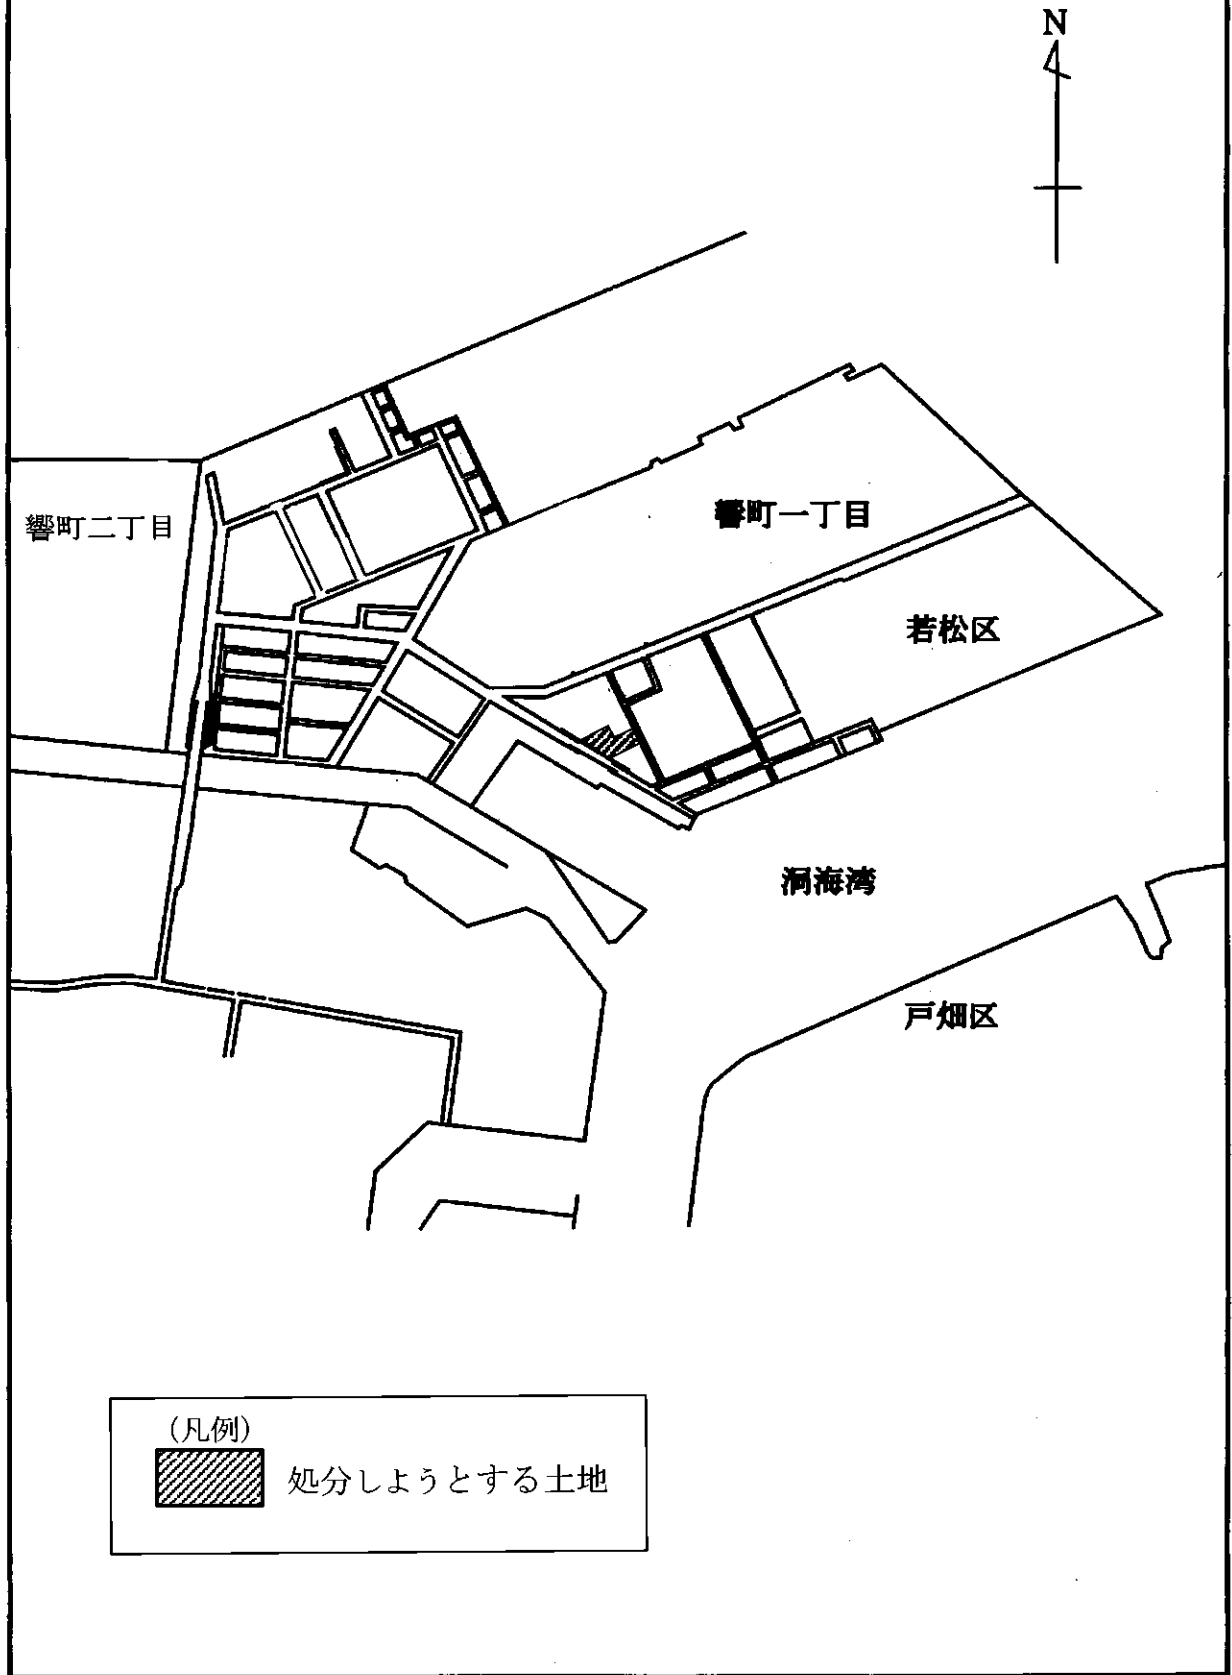 N
響町二丁目
響町一丁目
若松区
洞海湾
戸畑区
(凡例)
処分しようとする土地